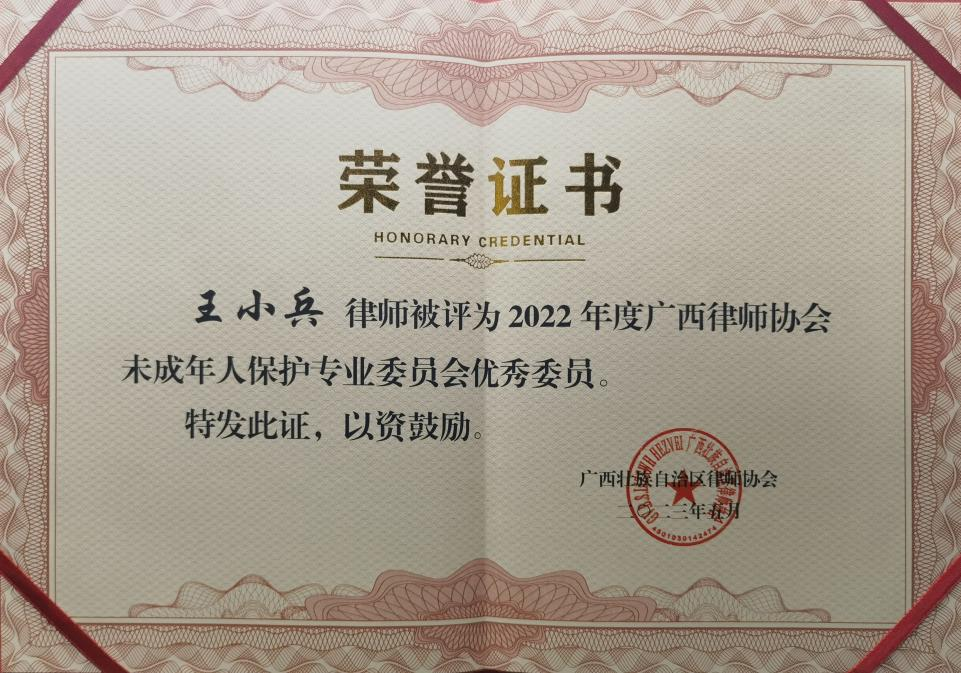 荣誉证书
HONORARY CREDENTIAL
王小兵 律师被评为2022年度广西律师协会
未成年人保护专业委员会优秀委员。
特发此证，以资鼓励。
广西壮族自治区律师协会
二〇二三年五月
4501030142474